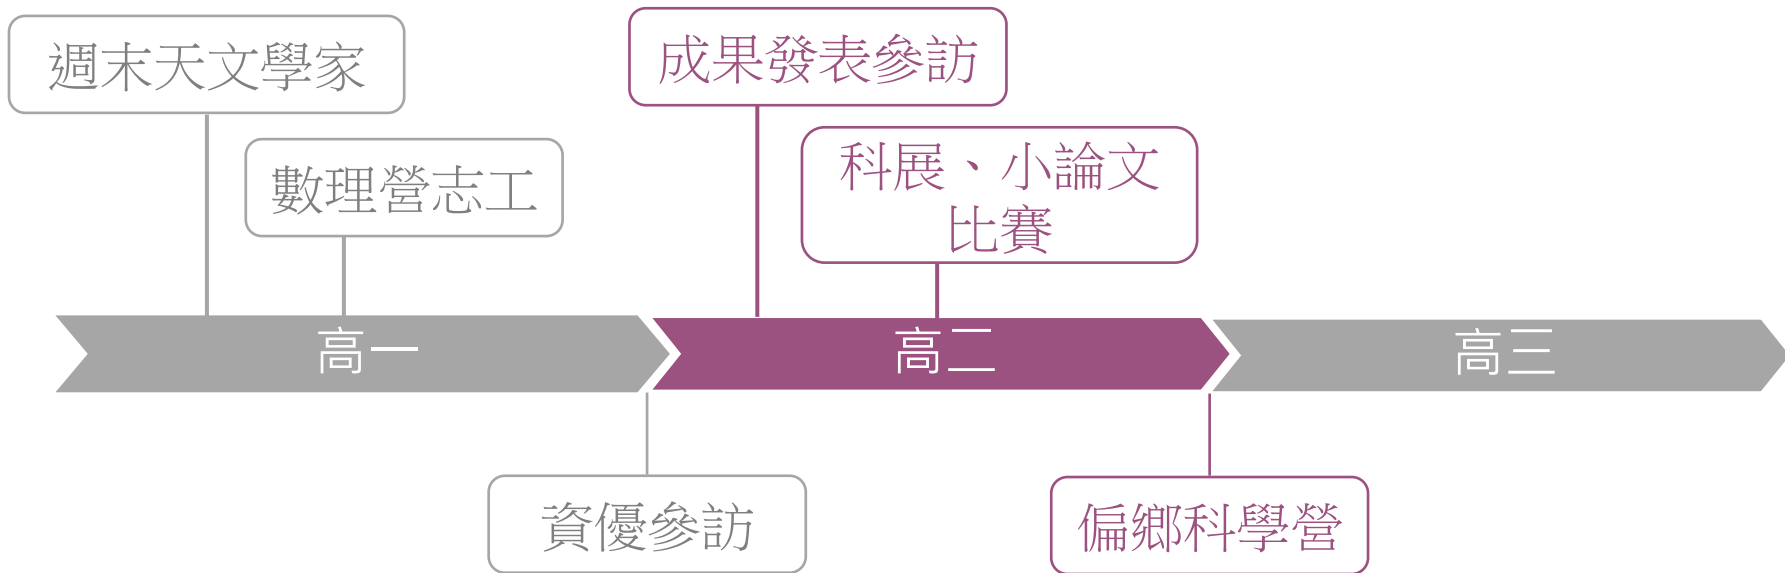 週末天文學家
成果發表參訪
數理營志工
科展、小論文
比賽
高一
高二
高三
資優參訪
偏鄉科學營